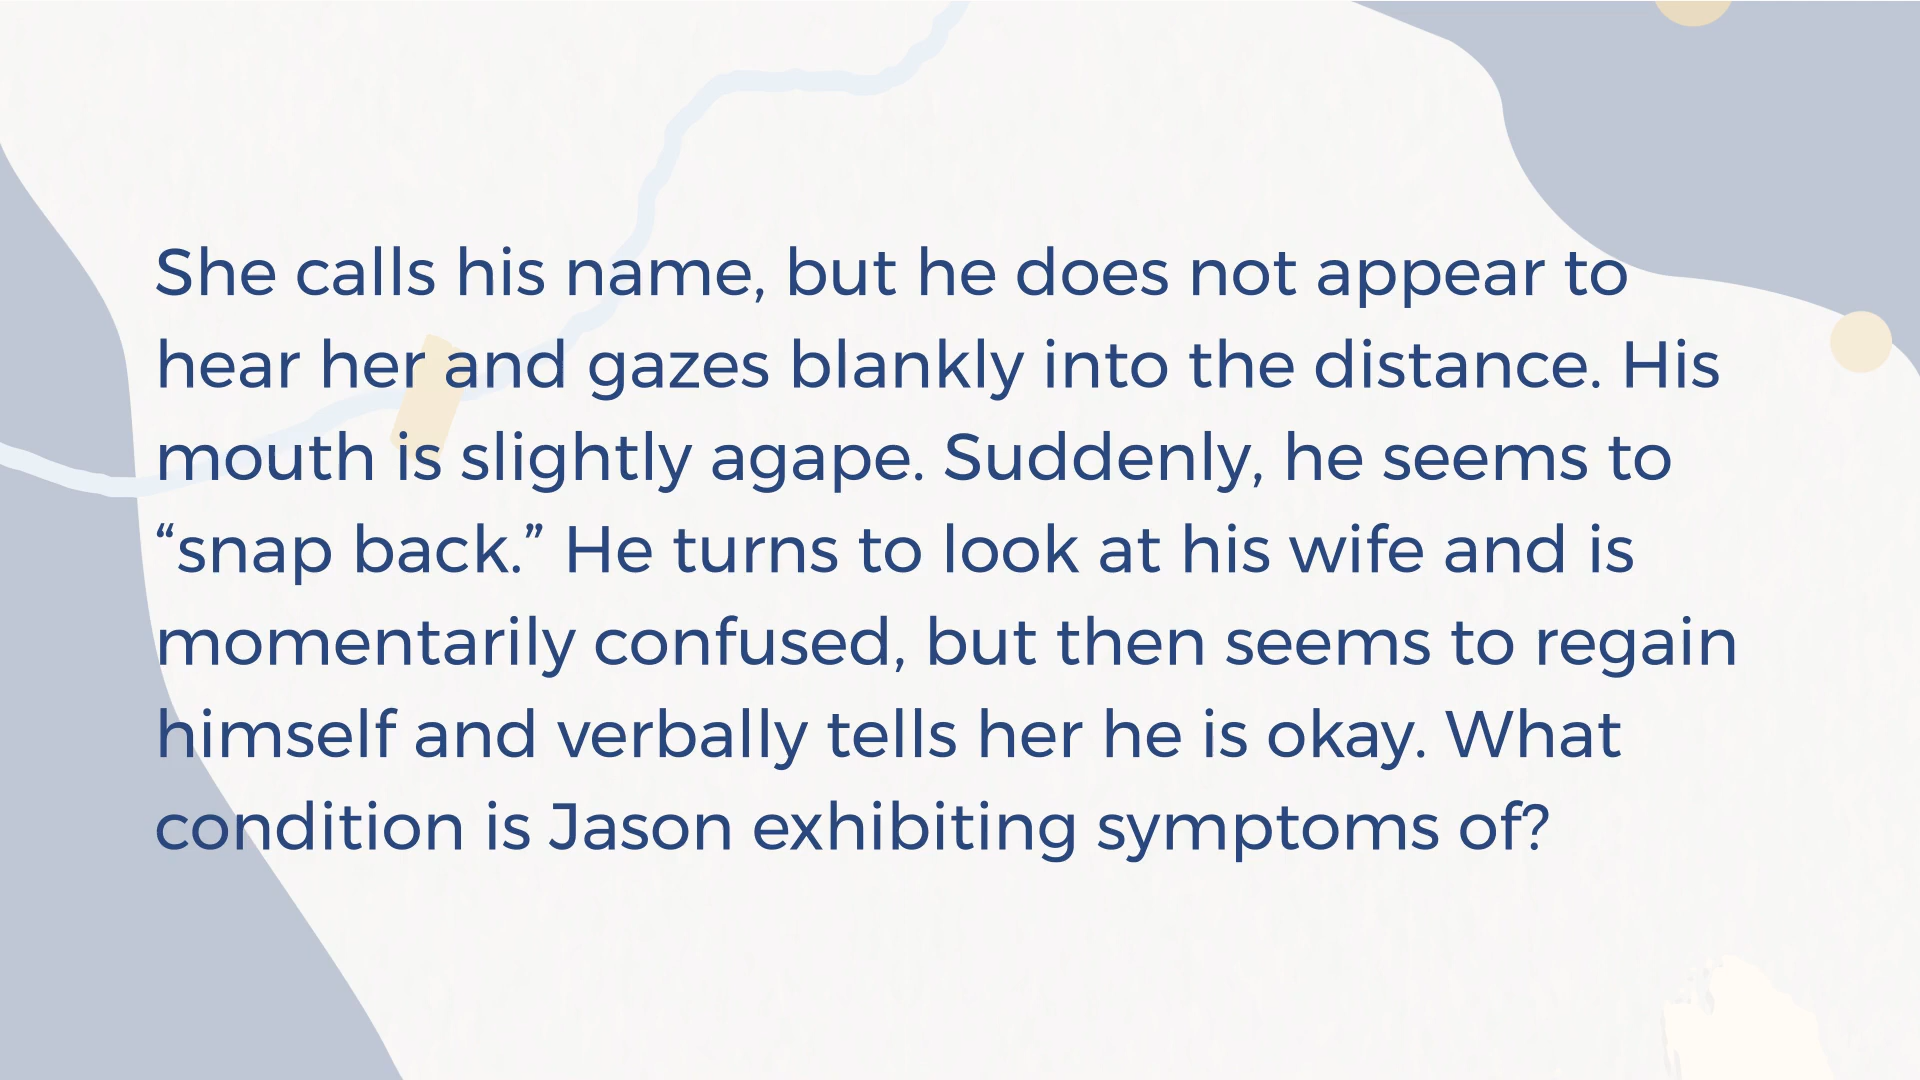 She calls his name, but he does not appear to
hear her and gazes blankly into the distance. His
mouth is slightly agape. Suddenly, he seems to
“snap back.” He turns to look at his wife and is
momentarily confused, but then seems to regain
himself and verbally tells her he is okay. What
condition is Jason exhibiting symptoms of?